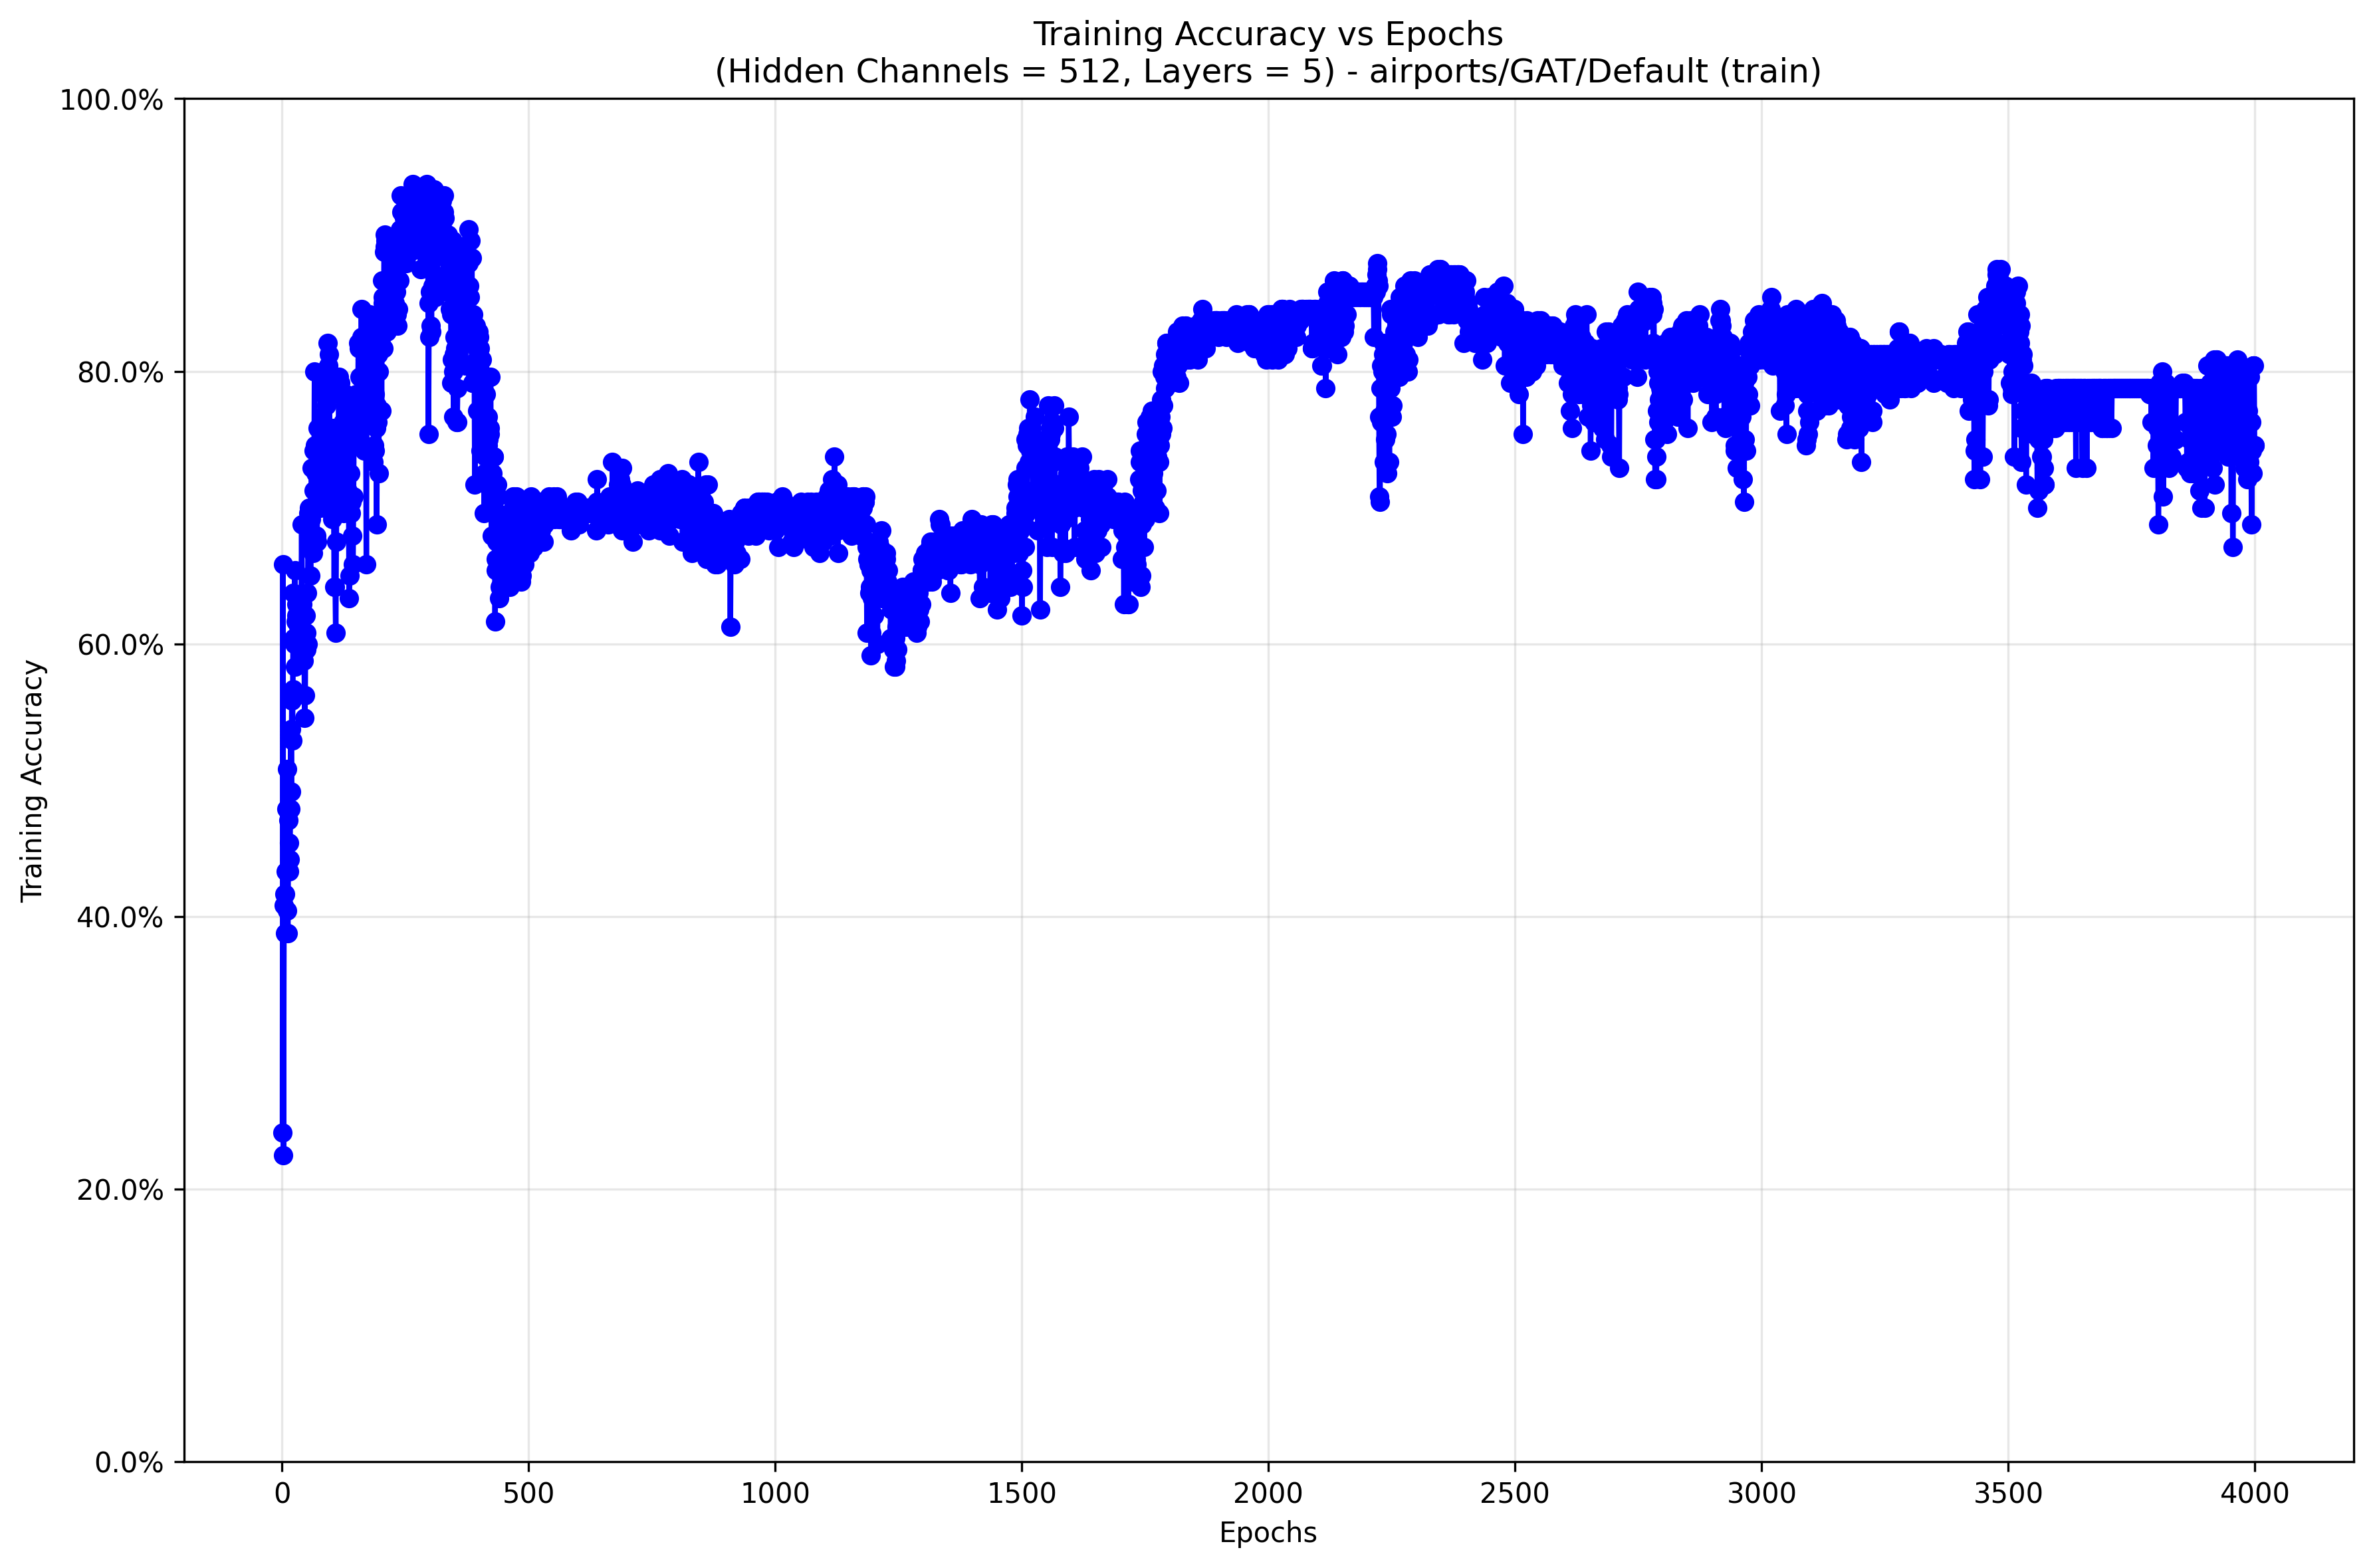 Training Accuracy vs Epochs
(Hidden Channels = 512, Layers = 5) - airports/GAT/Default (train)
100.0%
80.0%
60.0%
40.0%
20.0%
0.0%
Training Accuracy
0 500 1000 1500 2000 2500 3000 3500 4000
Epochs